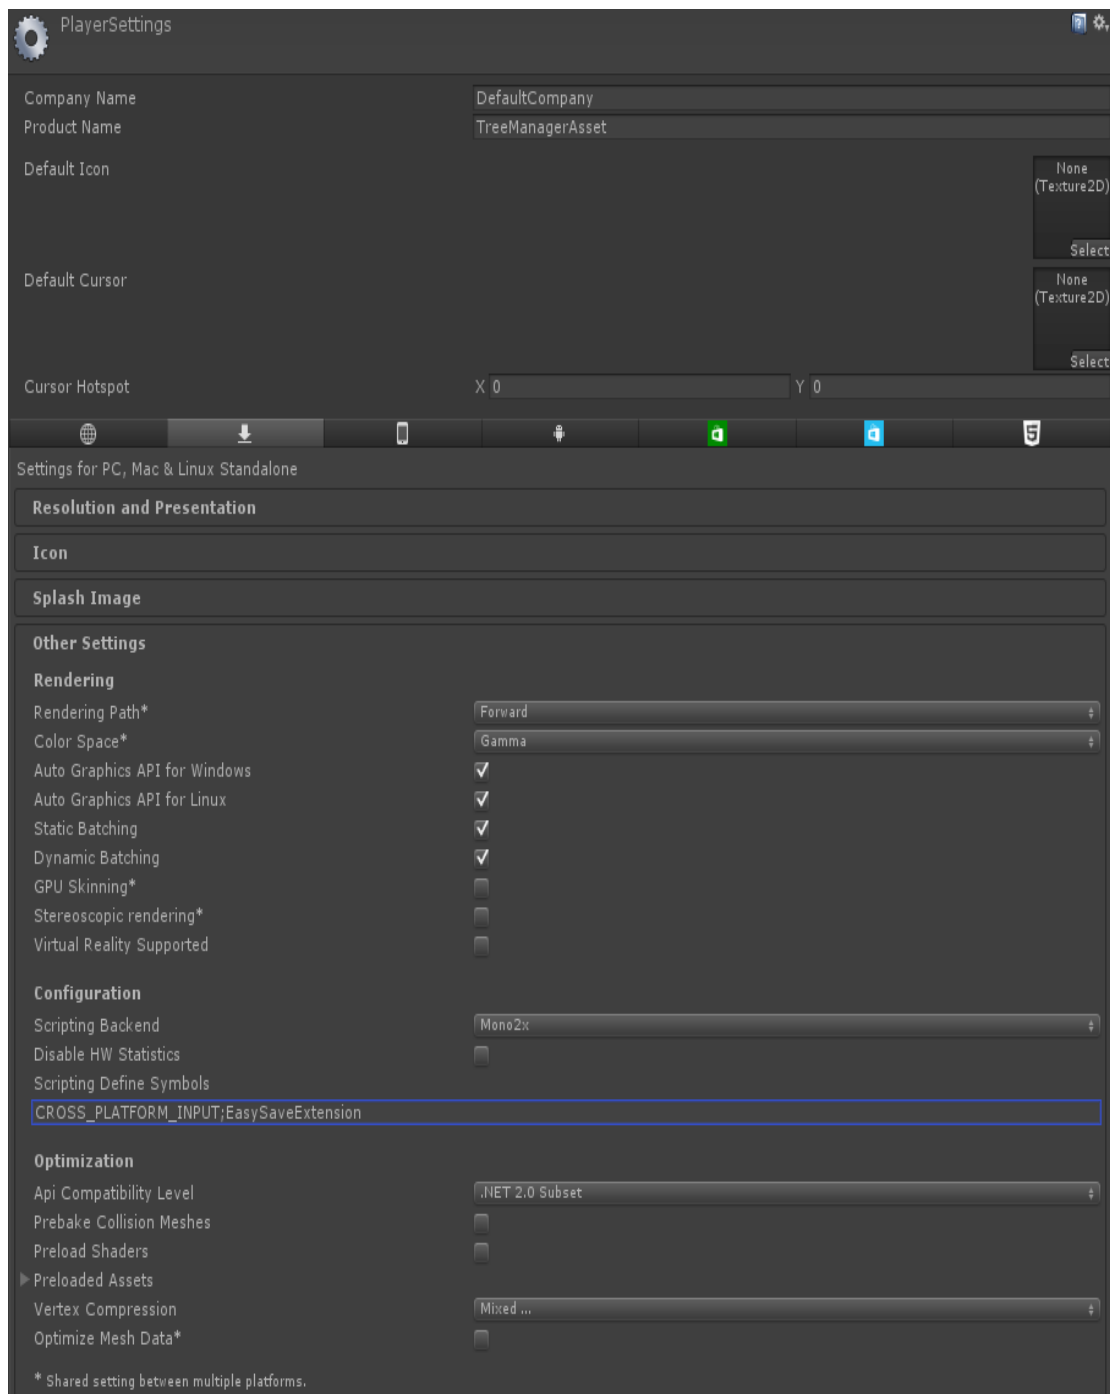 PlayerSettings
Company Name DefaultCompany
Product Name TreeManagerAsset
Default Icon
None
(Texture2D)
Select
Default Cursor
None
(Texture2D)
Select
Cursor Hotspot X 0 Y 0
Settings for PC, Mac & Linux Standalone
Resolution and Presentation
Icon
Splash Image
Other Settings
Rendering
Rendering Path* Forward
Color Space* Gamma
Auto Graphics API for Windows
Auto Graphics API for Linux
Static Batching
Dynamic Batching
GPU Skinning*
Stereoscopic rendering*
Virtual Reality Supported
Configuration
Scripting Backend Mono2x
Disable HW Statistics
Scripting Define Symbols
CROSS_PLATFORM_INPUT;EasySaveExtension
Optimization
Api Compatibility Level .NET 2.0 Subset
Prebake Collision Meshes
Preload Shaders
Preloaded Assets
Vertex Compression Mixed ...
Optimize Mesh Data*
* Shared setting between multiple platforms.